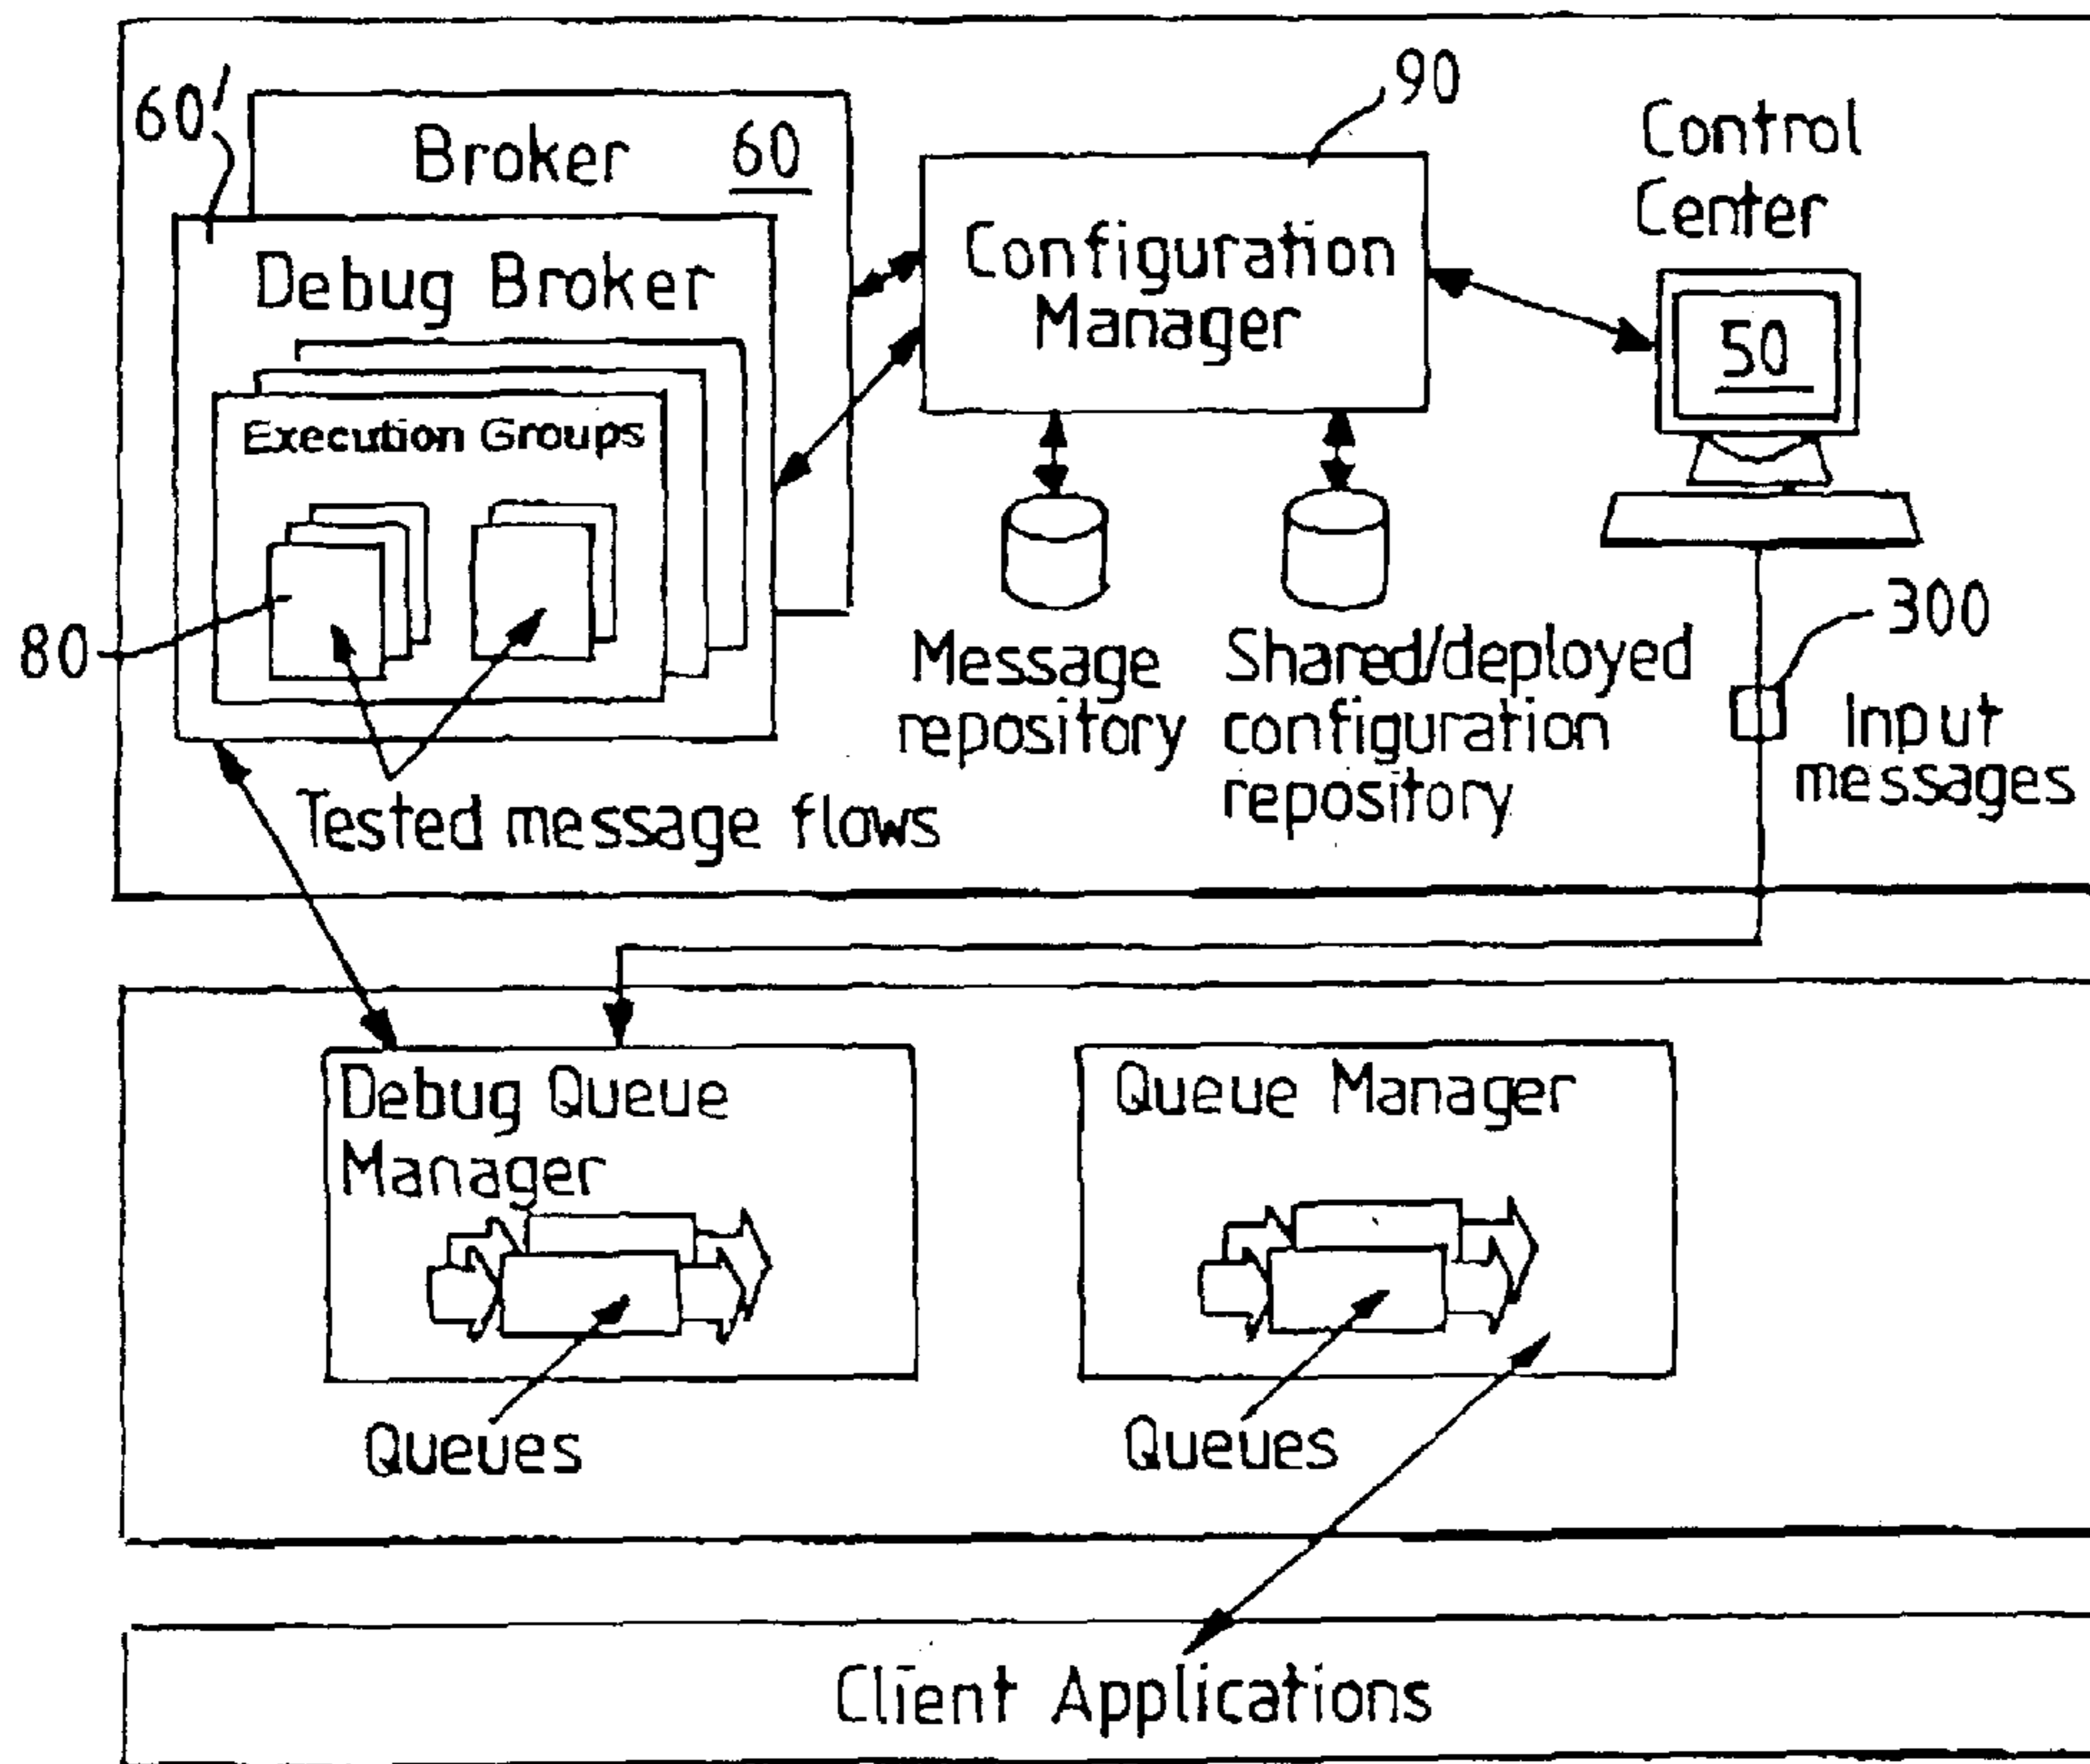 60'
Broker 60
90
Control
Center
Debug Broker
Configuration
Manager
50
Execution Groups
80
300
Message
repository
Shared/deployed
configuration
repository
Input
messages
Tested message flows
Debug Queue
Manager
Queue Manager
Queues
Queues
Client Applications